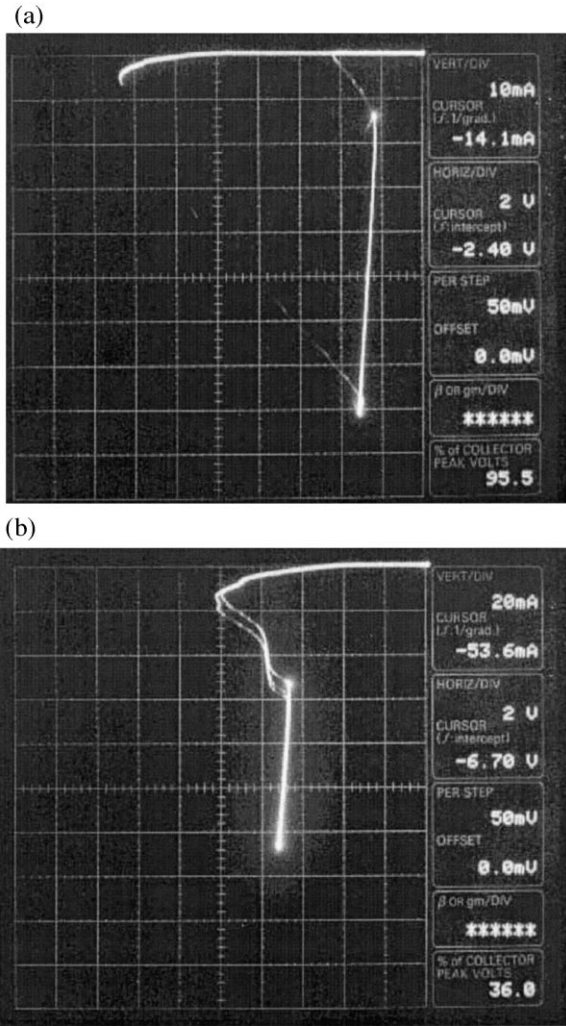 (a)
VERT/DIV
10mA
CURSOR
(ƒ:1/grad.)
-14.1mA
HORIZ/DIV
2 V
CURSOR
(ƒ:intercept)
-2.40 V
PER STEP
50mV
OFFSET
0.0mV
β OR gm/DIV
******
% of COLLECTOR
PEAK VOLTS
95.5
(b)
VERT/DIV
20mA
CURSOR
(ƒ:1/grad.)
-53.6mA
HORIZ/DIV
2 V
CURSOR
(ƒ:intercept)
-6.70 V
PER STEP
50mV
OFFSET
0.0mV
β OR gm/DIV
******
% of COLLECTOR
PEAK VOLTS
36.0